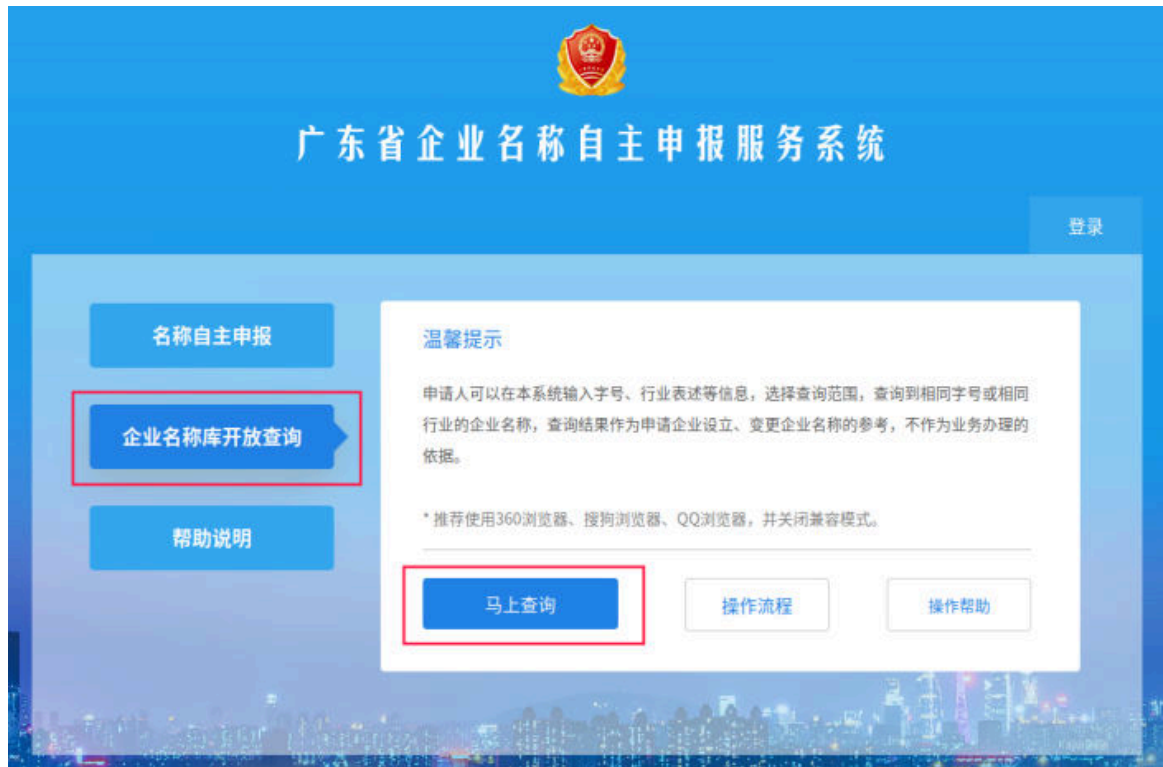 广东省企业名称自主申报服务系统
登录
名称自主申报
企业名称库开放查询
帮助说明
温馨提示
申请人可以在本系统输入字号、行业表述等信息，选择查询范围，查询到相同字号或相同
行业的企业名称，查询结果作为申请企业设立、变更企业名称的参考，不作为业务办理的
依据。
* 推荐使用360浏览器、搜狗浏览器、QQ浏览器，并关闭兼容模式。
马上查询
操作流程
操作帮助